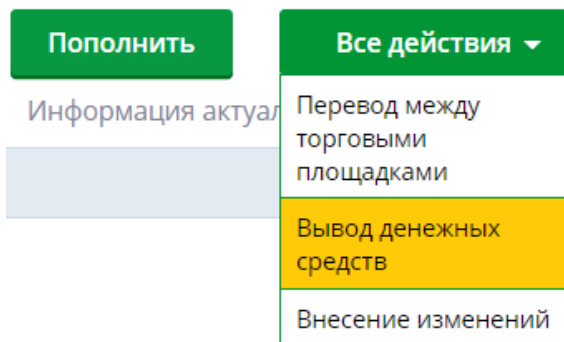 Пополнить
Все действия
Информация актуал
Перевод между
торговыми
площадками
Вывод денежных
средств
Внесение изменений